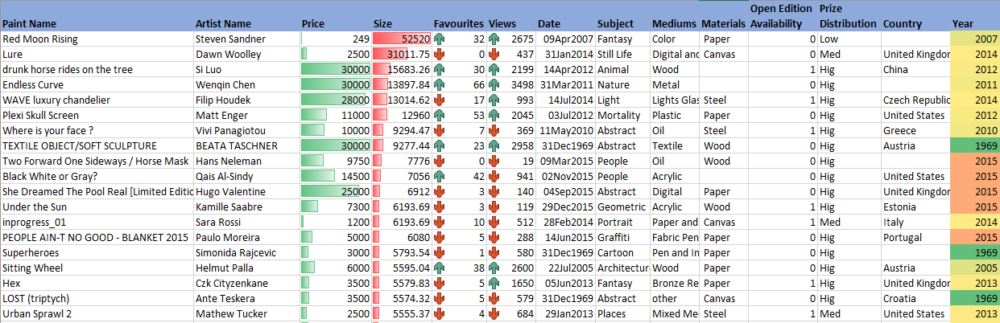 Open Edition Prize
Paint Name Artist Name Price Size Favourites Views Date Subject Mediums Materials Availability Distribution Country Year
Red Moon Rising Steven Sandner 249 52520 32 2675 09Apr2007 Fantasy Color Paper 0 Low 2007
Lure Dawn Woolley 2500 31011.75 0 437 31Jan2014 Still Life Digital and Canvas 0 Med United Kingdor 2014
drunk horse rides on the tree Si Luo 30000 15683.26 30 2199 14Apr2012 Animal Wood 1 Hig China 2012
Endless Curve Wenqin Chen 30000 13897.84 66 3498 31Mar2011 Nature Metal 0 Hig 2011
WAVE luxury chandelier Filip Houdek 28000 13014.62 17 993 14Jul2014 Light Lights Glas Steel 1 Hig Czech Republic 2014
Plexi Skull Screen Matt Enger 11000 12960 53 2045 03Jul2012 Mortality Plastic Paper 0 Hig United States 2012
Where is your face ? Vivi Panagiotou 10000 9294.47 7 369 11May2010 Abstract Oil Steel 1 Hig Greece 2010
TEXTILE OBJECT/SOFT SCULPTURE BEATA TASCHNER 30000 9277.44 23 2958 31Dec1969 Abstract Textile Wood 0 Hig Austria 1969
Two Forward One Sideways / Horse Mask Hans Neleman 9750 7776 0 19 09Mar2015 People Oil Wood 0 Hig 2015
Black White or Gray? Qais Al-Sindy 14500 7056 42 941 02Nov2015 People Acrylic 0 Hig United States 2015
She Dreamed The Pool Real [Limited Editic Hugo Valentine 25000 6912 3 140 04Sep2015 Subject Digital Paper 0 Hig United Kingdor 2015
Under the Sun Kamille Saabre 7300 6193.69 3 119 29Dec2015 Geometric Acrylic Wood 1 Hig Estonia 2015
inprogress_01 Sara Rossi 1200 6193.69 10 512 28Feb2014 Portrait Paper and Canvas 1 Med Italy 2014
PEOPLE AIN-T NO GOOD - BLANKET 2015 Paulo Moreira 5000 6080 5 288 14Jun2015 Graffiti Fabric Pen Paper 0 Hig Portugal 2015
Superheroes Simonida Rajcevic 3000 5793.54 1 580 31Dec1969 Cartoon Pen and In Paper 0 Hig 1969
Sitting Wheel Helmut Palla 6000 5595.04 38 2600 22Jul2005 Architectur Wood Paper 0 Hig Austria 2005
Hex Czk Cityzenkane 3500 5579.83 5 1650 05Jun2013 Fantasy Bronze Re Paper 1 Hig United Kingdor 2013
LOST (triptych) Ante Teskera 3500 5574.32 5 579 31Dec1969 Abstract other Canvas 0 Hig Croatia 1969
Urban Sprawl 2 Mathew Tucker 2500 5555.37 4 684 29Jan2013 Places Mixed Me Steel 1 Med United States 2013